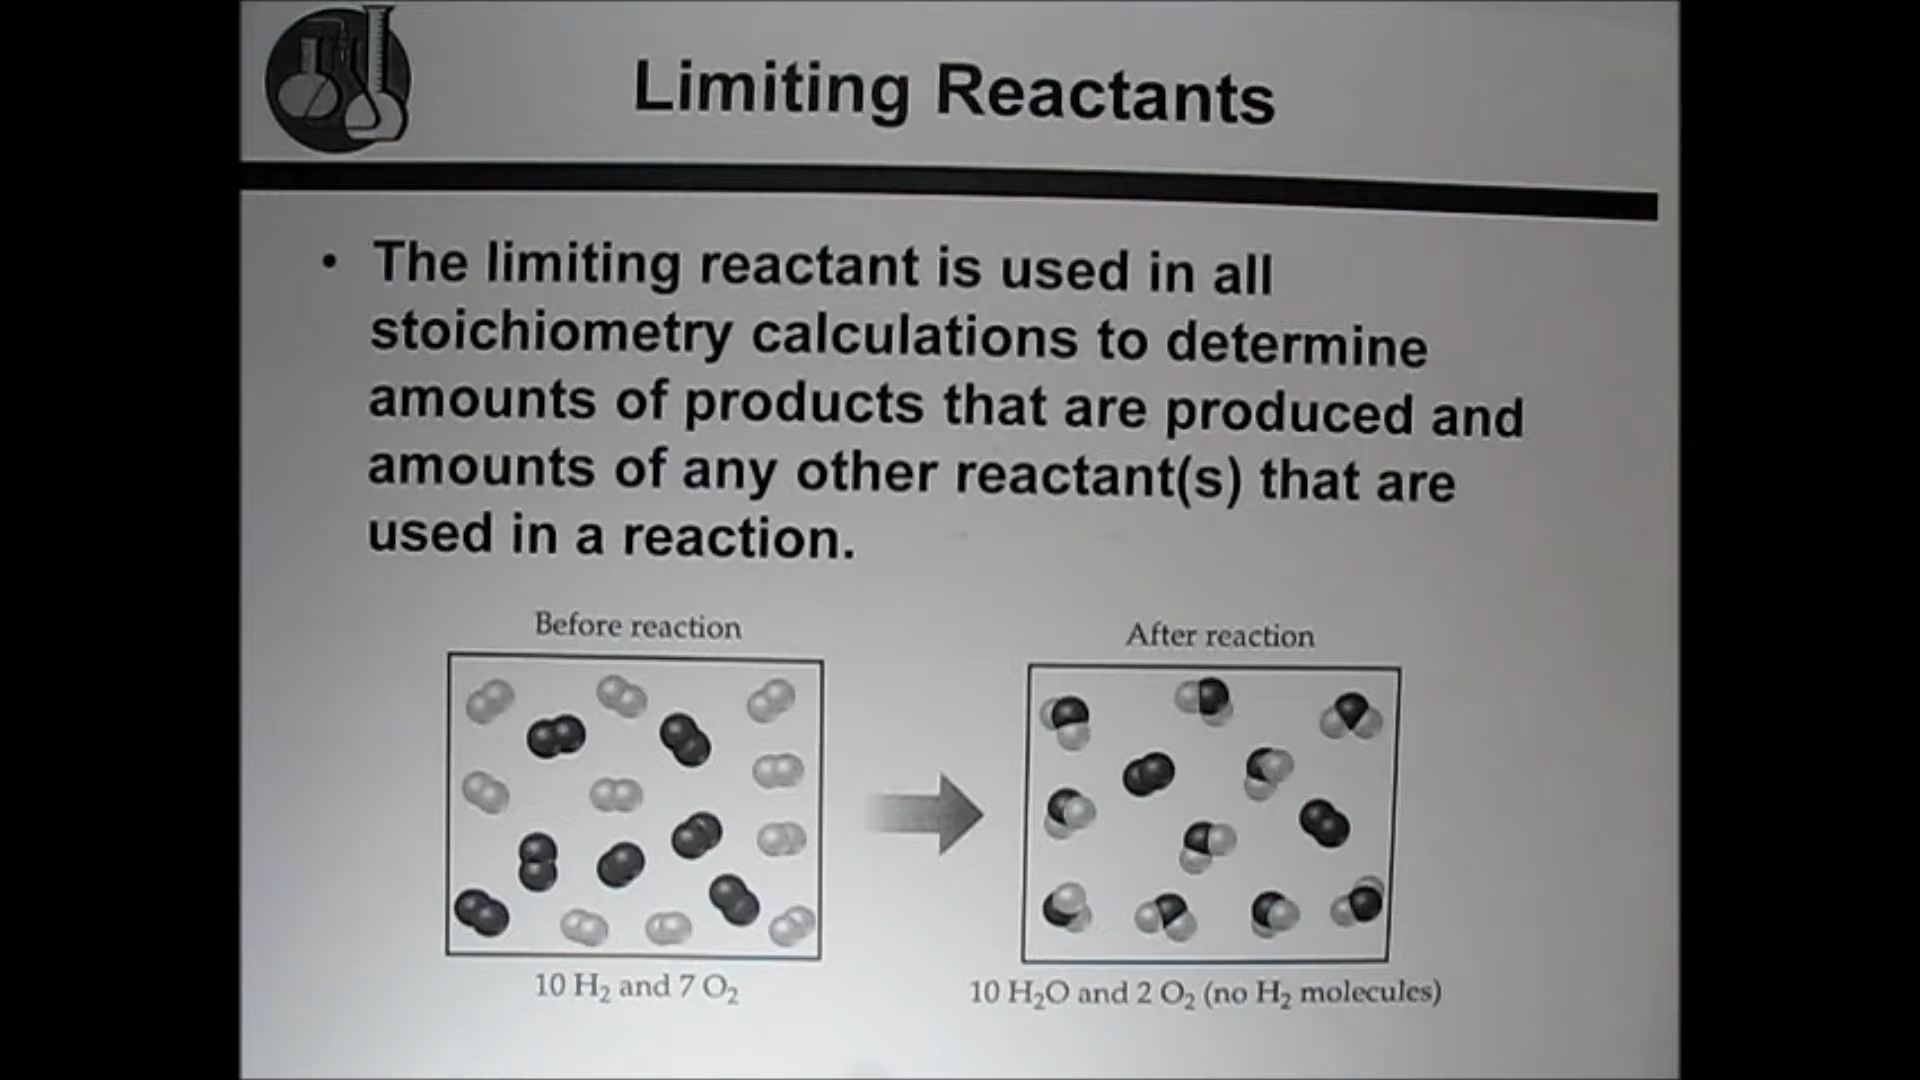 Limiting Reactants
• The limiting reactant is used in all
stoichiometry calculations to determine
amounts of products that are produced and
amounts of any other reactant(s) that are
used in a reaction.
Before reaction
After reaction
10 H₂ and 7 O₂
10 H₂O and 2 O₂ (no H₂ molecules)